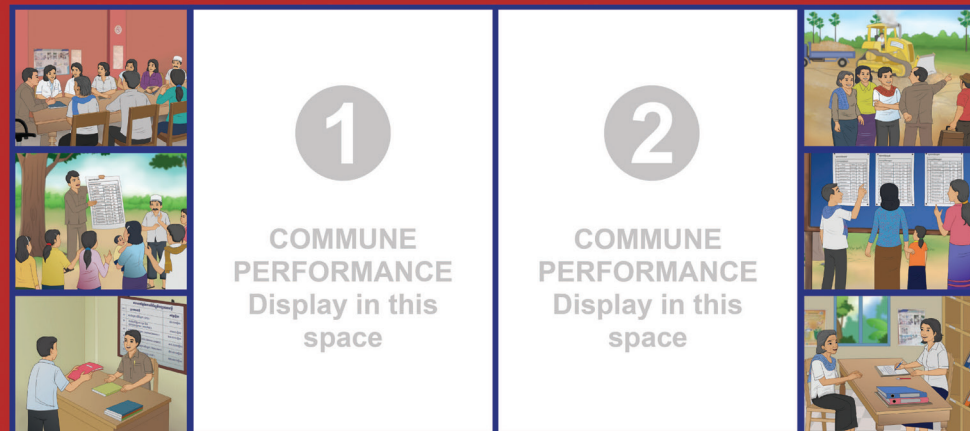 1
COMMUNE
PERFORMANCE
Display in this
space
2
COMMUNE
PERFORMANCE
Display in this
space